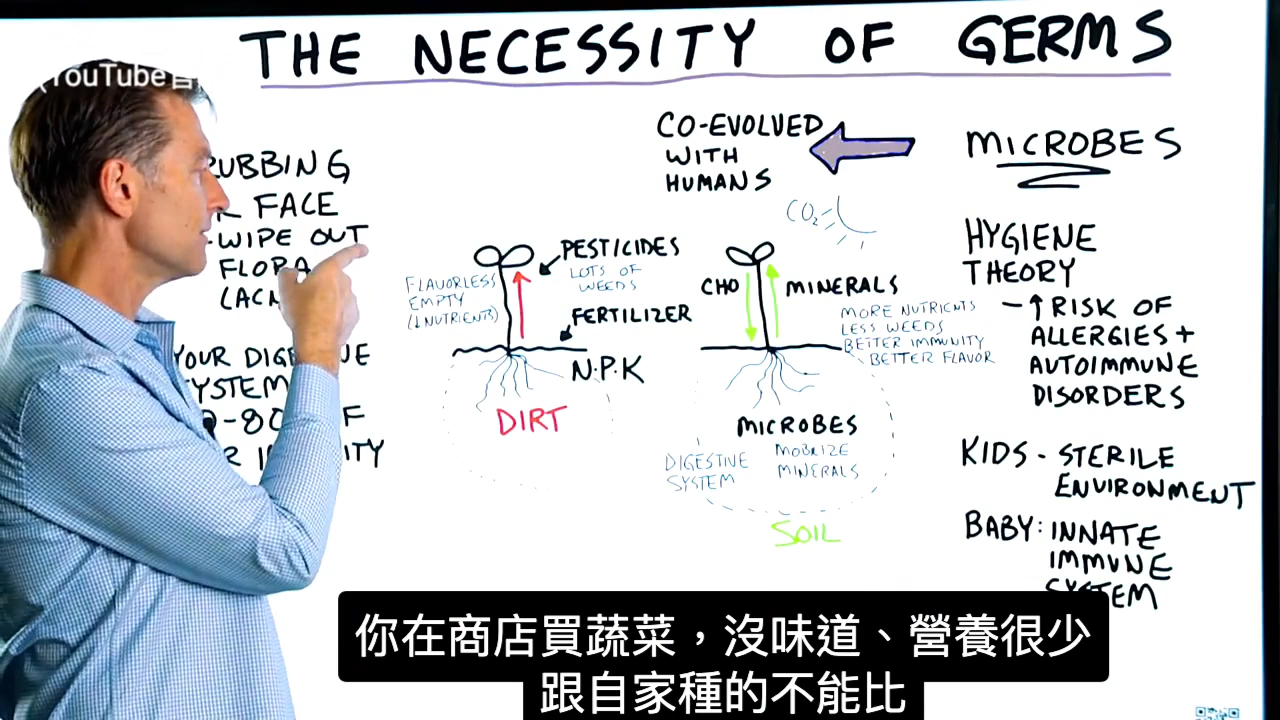 THE NECESSITY OF GERMS
(YouTube
RUBBING
FACE
-WIPE OUT
FLORA
YOUR DIGESTIVE
SYSTEM
CO-EVOLVED
WITH
HUMANS
MICROBES
CO₂
PESTICIDES
LOTS OF
WEEDS
FLAVORLESS
EMPTY
(↓NUTRIENTS)
FERTILIZER
N.P.K
DIRT
CHO
MINERALS
MORE NUTRIENTS
LESS WEEDS
BETTER IMMUNITY
BETTER FLAVOR
MICROBES
DIGESTIVE
SYSTEM
MOBILIZE
MINERALS
SOIL
HYGIENE
THEORY
-↑RISK OF
ALLERGIES +
AUTOIMMUNE
DISORDERS
KIDS - STERILE
ENVIRONMENT
BABY: INNATE
IMMUNE
SYSTEM
你在商店買蔬菜，沒味道、營養很少
跟自家種的不能比